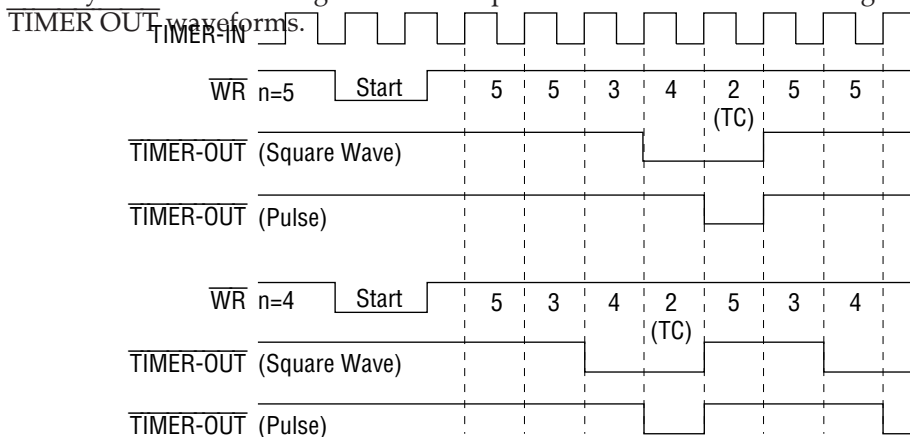 TIMER OUT waveforms.
TIMER-IN
WR n=5 Start 5 5 3 4 2 5 5
(TC)
TIMER-OUT (Square Wave)
TIMER-OUT (Pulse)
WR n=4 Start 5 3 4 2 5 3 4
(TC)
TIMER-OUT (Square Wave)
TIMER-OUT (Pulse)